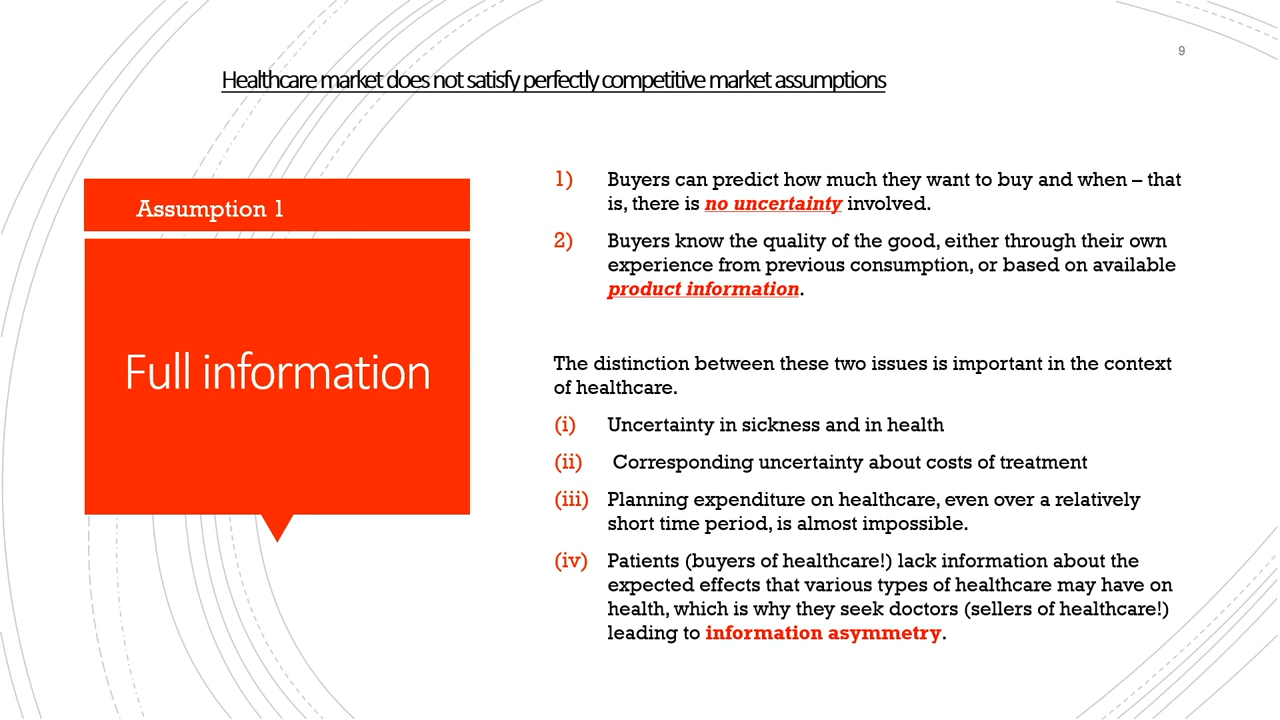 9
Healthcare market does not satisfy perfectly competitive market assumptions
Assumption 1
Full information
1) Buyers can predict how much they want to buy and when – that
is, there is no uncertainty involved.
2) Buyers know the quality of the good, either through their own
experience from previous consumption, or based on available
product information.
The distinction between these two issues is important in the context
of healthcare.
(i) Uncertainty in sickness and in health
(ii) Corresponding uncertainty about costs of treatment
(iii) Planning expenditure on healthcare, even over a relatively
short time period, is almost impossible.
(iv) Patients (buyers of healthcare!) lack information about the
expected effects that various types of healthcare may have on
health, which is why they seek doctors (sellers of healthcare!)
leading to information asymmetry.